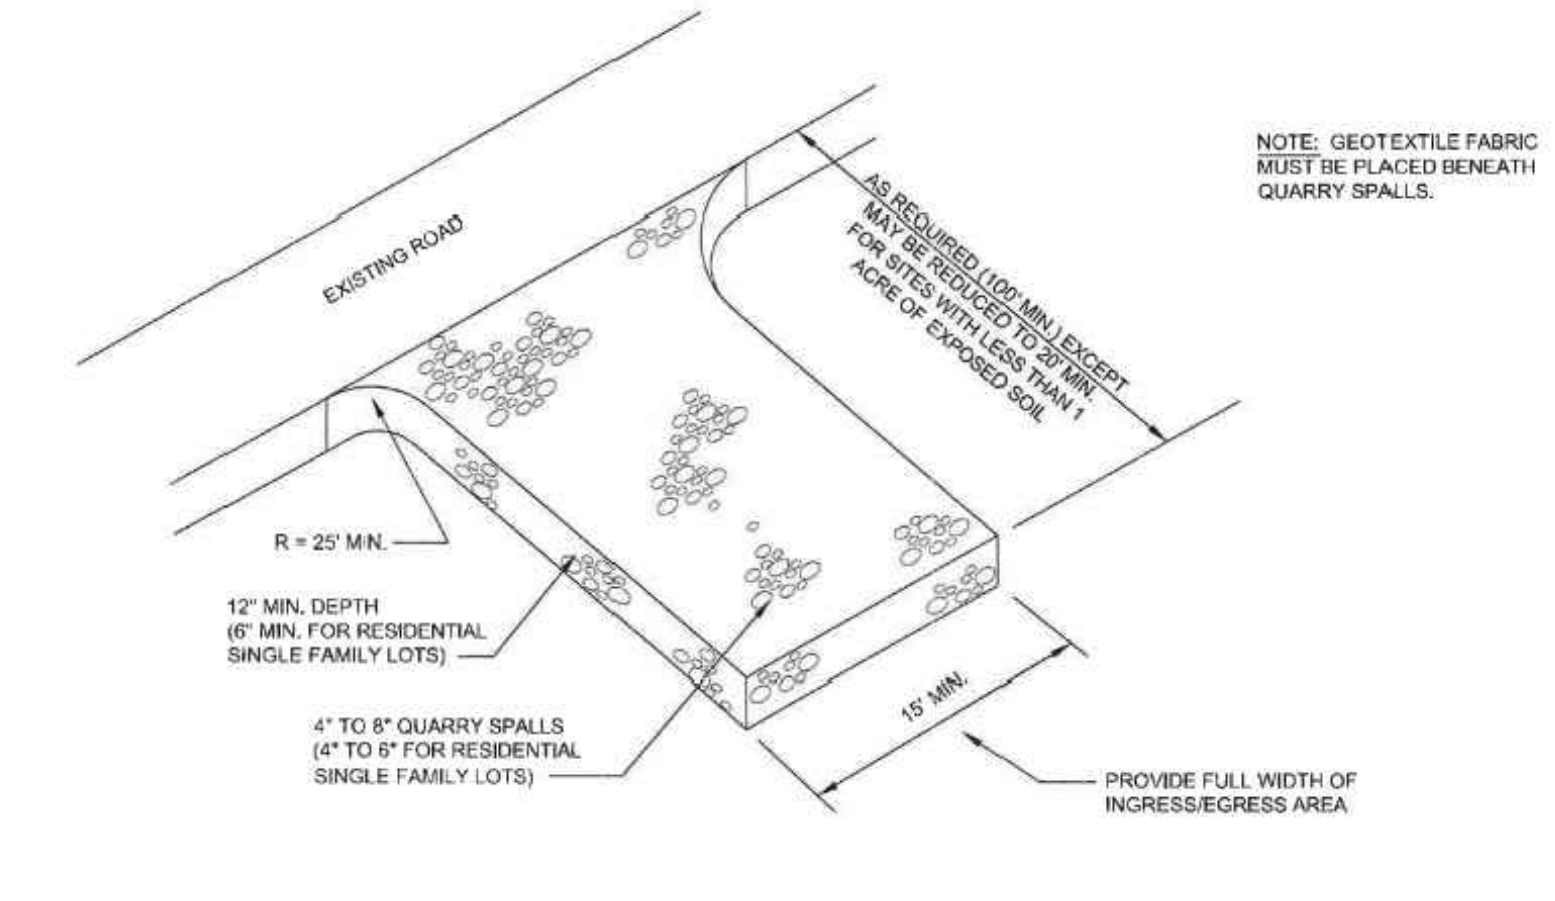 NOTE: GEOTEXTILE FABRIC
MUST BE PLACED BENEATH
QUARRY SPALLS.
EXISTING ROAD
AS REQUIRED (100' MIN.) EXCEPT
MAY BE REDUCED TO 20' MIN.
FOR SITES WITH LESS THAN 1
ACRE OF EXPOSED SOIL
R = 25' MIN.
12" MIN. DEPTH
(6" MIN. FOR RESIDENTIAL
SINGLE FAMILY LOTS)
4" TO 8" QUARRY SPALLS
(4" TO 6" FOR RESIDENTIAL
SINGLE FAMILY LOTS)
15' MIN.
PROVIDE FULL WIDTH OF
INGRESS/EGRESS AREA